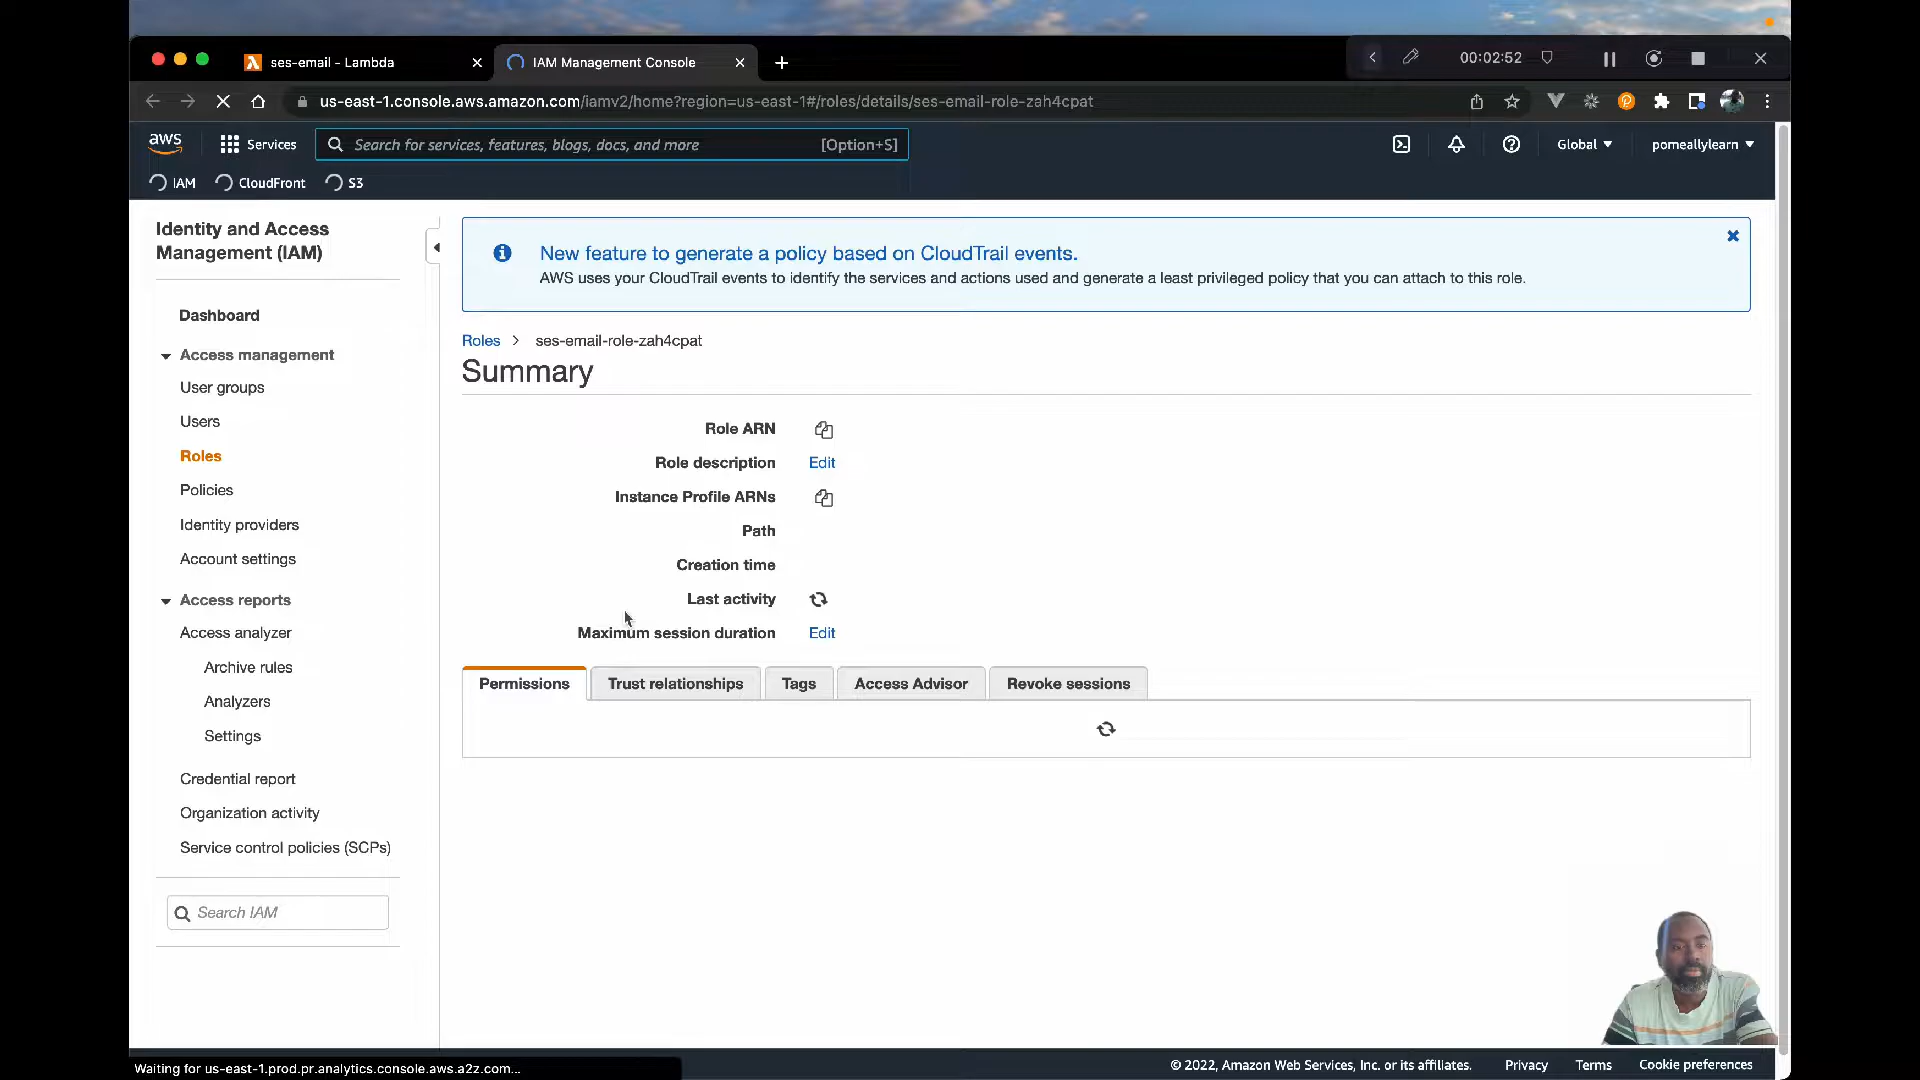 ses-email - Lambda
IAM Management Console
00:02:52
us-east-1.console.aws.amazon.com/iamv2/home?region=us-east-1#/roles/details/ses-email-role-zah4cpat
aws
Services
Search for services, features, blogs, docs, and more
[Option+S]
Global
pomeallylearn
IAM
CloudFront
S3
Identity and Access
Management (IAM)
Dashboard
Access management
User groups
Users
Roles
Policies
Identity providers
Account settings
Access reports
Access analyzer
Archive rules
Analyzers
Settings
Credential report
Organization activity
Service control policies (SCPs)
Search IAM
New feature to generate a policy based on CloudTrail events.
AWS uses your CloudTrail events to identify the services and actions used and generate a least privileged policy that you can attach to this role.
Roles > ses-email-role-zah4cpat
Summary
Role ARN
Role description Edit
Instance Profile ARNs
Path
Creation time
Last activity
Maximum session duration Edit
Permissions
Trust relationships
Tags
Access Advisor
Revoke sessions
Waiting for us-east-1.prod.pr.analytics.console.aws.a2z.com...
© 2022, Amazon Web Services, Inc. or its affiliates.
Privacy
Terms
Cookie preferences